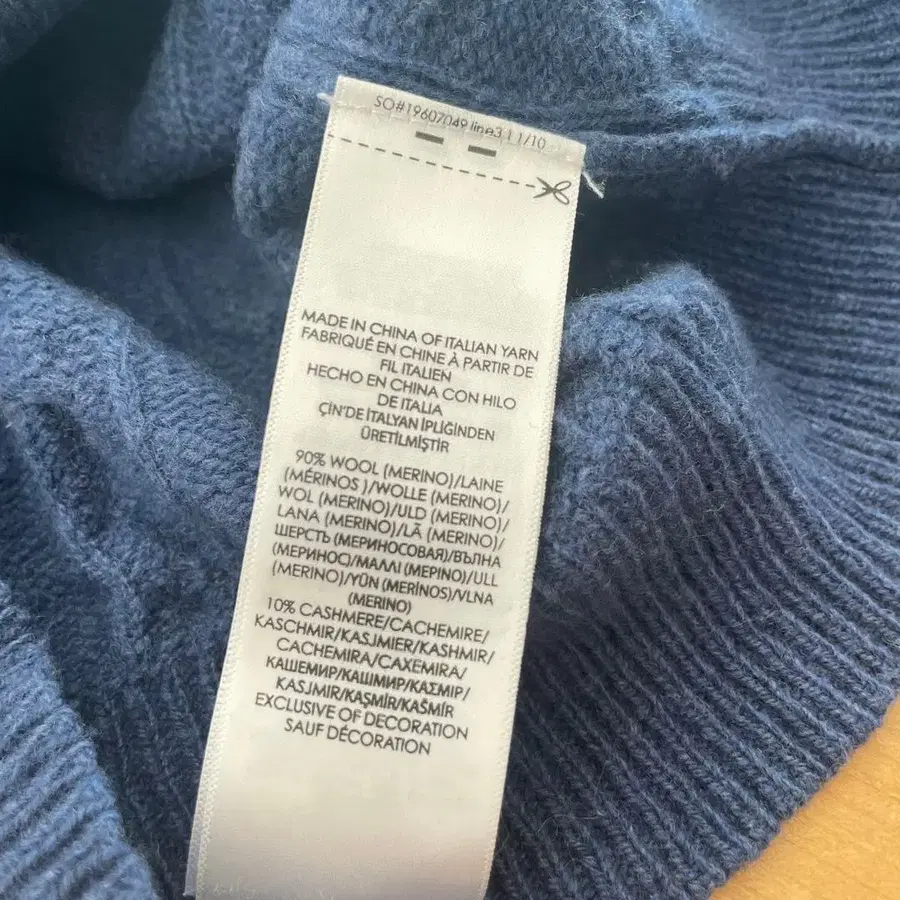 SO#19607049 line3 L1/10
MADE IN CHINA OF ITALIAN YARN
FABRIQUÉ EN CHINE À PARTIR DE
FIL ITALIEN
HECHO EN CHINA CON HILO
DE ITALIA
ÇİN'DE İTALYAN İPLİĞİNDEN
ÜRETİLMİŞTİR
90% WOOL (MERINO)/LAINE
(MÉRINOS )/WOLLE (MERINO)/
WOL (MERINO)/ULD (MERINO)/
LANA (MERINO)/LÃ (MERINO)/
ШЕРСТЬ (МЕРИНОСОВАЯ)/ВЪЛНА
(МЕРИНОС)/ΜΑΛΛΙ (ΜΕΡΙΝΟ)/ULL
(MERINO)/YÜN (MERİNOS)/VLNA
(MERINO)
10% CASHMERE/CACHEMIRE/
KASCHMIR/KASJMIER/KASHMIR/
CACHEMIRA/CAXEMIRA/
КАШЕМИР/КАШМИР/ΚΑΣΜΙΡ/
KASJMIR/KAŞMİR/KAŠMÍR
EXCLUSIVE OF DECORATION
SAUF DÉCORATION